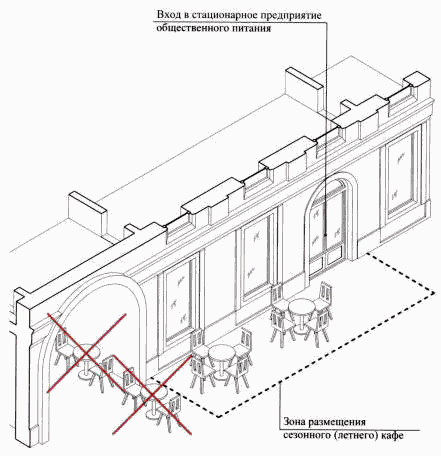 Вход в стационарное предприятие
общественного питания
Зона размещения
сезонного (летнего) кафе